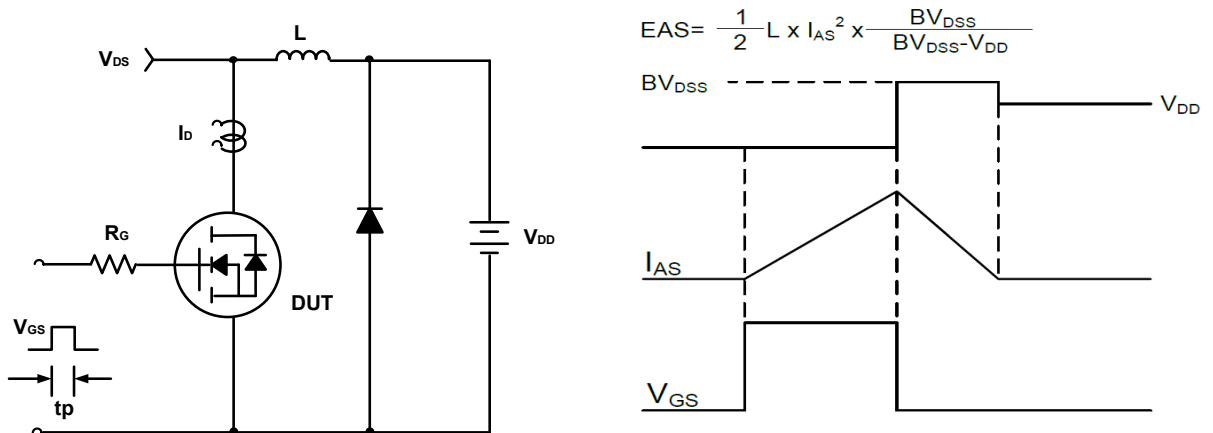 L
VDS
ID
RG
VDD
DUT
VGS
tp
EAS= 1/2 L x IAS² x BVDSS/BVDSS-VDD
BVDSS
VDD
IAS
VGS